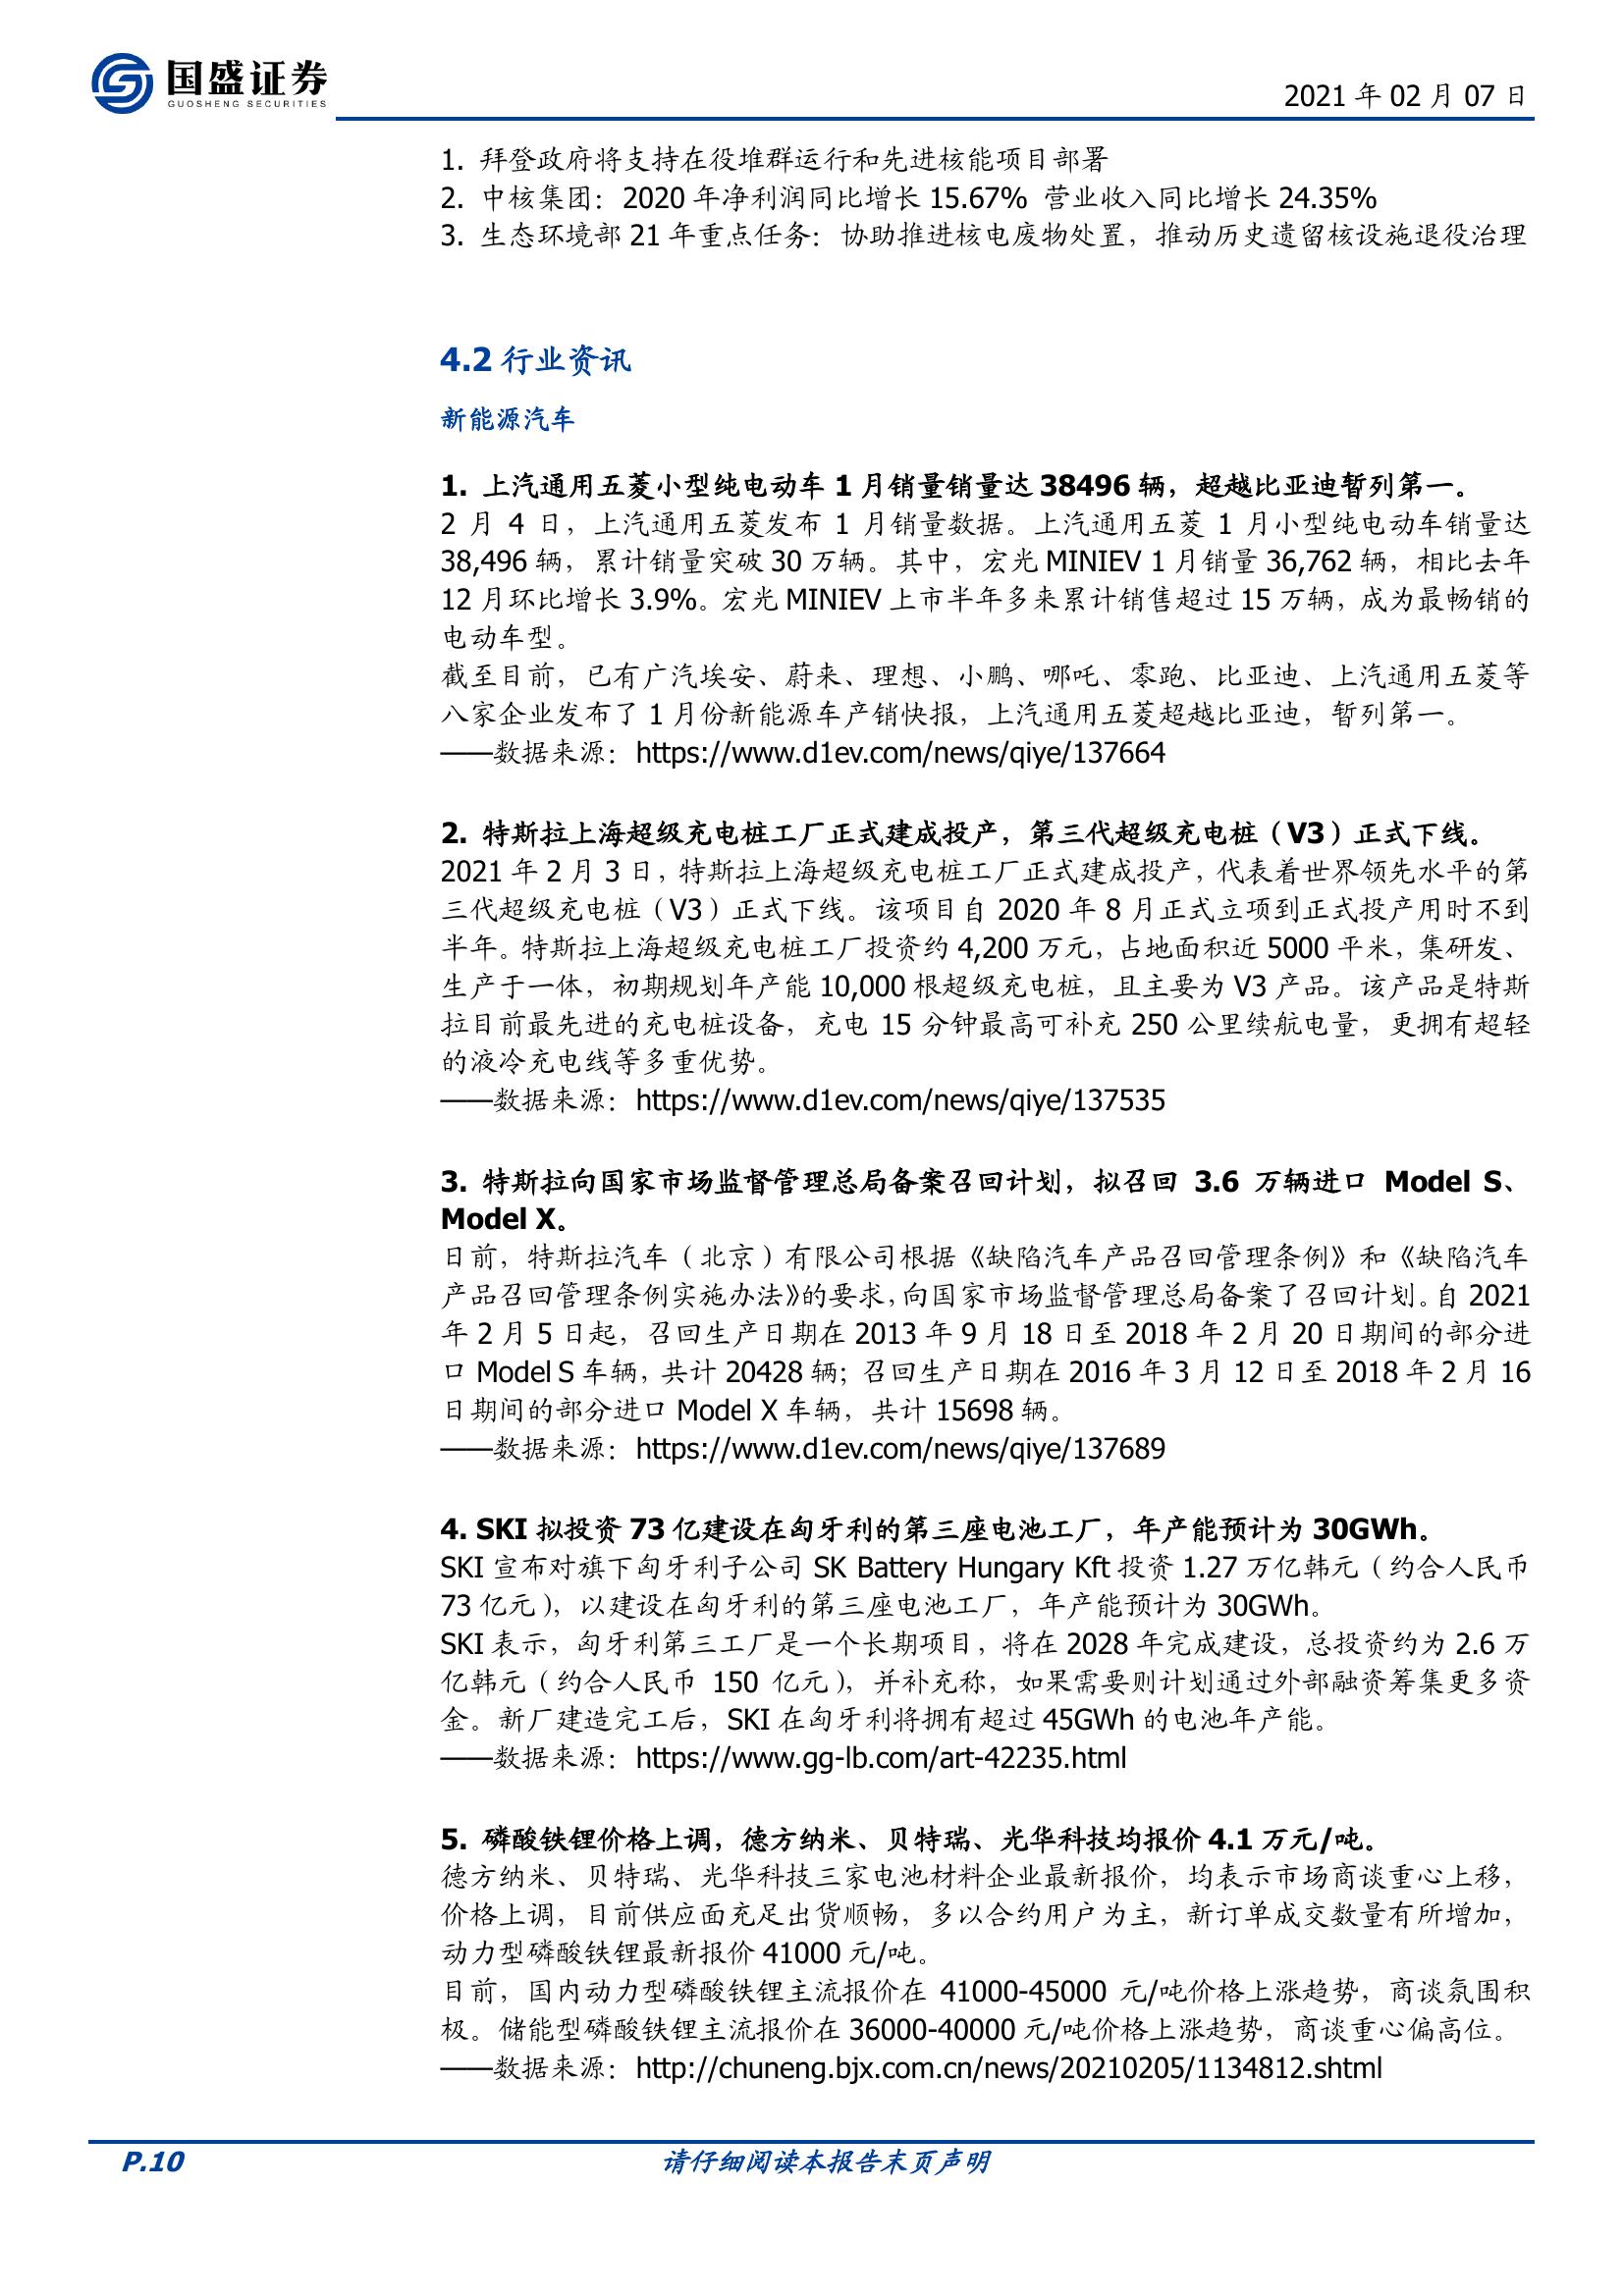 国盛证券
GUOSHENG SECURITIES
2021 年 02 月 07 日
1. 拜登政府将支持在役堆群运行和先进核能项目部署
2. 中核集团：2020 年净利润同比增长 15.67% 营业收入同比增长 24.35%
3. 生态环境部 21 年重点任务：协助推进核电废物处置，推动历史遗留核设施退役治理
4.2 行业资讯
新能源汽车
1. 上汽通用五菱小型纯电动车 1 月销量销量达 38496 辆，超越比亚迪暂列第一。
2 月 4 日，上汽通用五菱发布 1 月销量数据。上汽通用五菱 1 月小型纯电动车销量达
38,496 辆，累计销量突破 30 万辆。其中，宏光 MINIEV 1 月销量 36,762 辆，相比去年
12 月环比增长 3.9%。宏光 MINIEV 上市半年多来累计销售超过 15 万辆，成为最畅销的
电动车型。
截至目前，已有广汽埃安、蔚来、理想、小鹏、哪吒、零跑、比亚迪、上汽通用五菱等
八家企业发布了 1 月份新能源车产销快报，上汽通用五菱超越比亚迪，暂列第一。
——数据来源：https://www.d1ev.com/news/qiye/137664
2. 特斯拉上海超级充电桩工厂正式建成投产，第三代超级充电桩（V3）正式下线。
2021 年 2 月 3 日，特斯拉上海超级充电桩工厂正式建成投产，代表着世界领先水平的第
三代超级充电桩（V3）正式下线。该项目自 2020 年 8 月正式立项到正式投产用时不到
半年。特斯拉上海超级充电桩工厂投资约 4,200 万元，占地面积近 5000 平米，集研发、
生产于一体，初期规划年产能 10,000 根超级充电桩，且主要为 V3 产品。该产品是特斯
拉目前最先进的充电桩设备，充电 15 分钟最高可补充 250 公里续航电量，更拥有超轻
的液冷充电线等多重优势。
——数据来源：https://www.d1ev.com/news/qiye/137535
3. 特斯拉向国家市场监督管理总局备案召回计划，拟召回 3.6 万辆进口 Model S、
Model X。
日前，特斯拉汽车（北京）有限公司根据《缺陷汽车产品召回管理条例》和《缺陷汽车
产品召回管理条例实施办法》的要求，向国家市场监督管理总局备案了召回计划。自 2021
年 2 月 5 日起，召回生产日期在 2013 年 9 月 18 日至 2018 年 2 月 20 日期间的部分进
口 Model S 车辆，共计 20428 辆；召回生产日期在 2016 年 3 月 12 日至 2018 年 2 月 16
日期间的部分进口 Model X 车辆，共计 15698 辆。
——数据来源：https://www.d1ev.com/news/qiye/137689
4. SKI 拟投资 73 亿建设在匈牙利的第三座电池工厂，年产能预计为 30GWh。
SKI 宣布对旗下匈牙利子公司 SK Battery Hungary Kft 投资 1.27 万亿韩元（约合人民币
73 亿元），以建设在匈牙利的第三座电池工厂，年产能预计为 30GWh。
SKI 表示，匈牙利第三工厂是一个长期项目，将在 2028 年完成建设，总投资约为 2.6 万
亿韩元（约合人民币 150 亿元），并补充称，如果需要则计划通过外部融资筹集更多资
金。新厂建造完工后，SKI 在匈牙利将拥有超过 45GWh 的电池年产能。
——数据来源：https://www.gg-lb.com/art-42235.html
5. 磷酸铁锂价格上调，德方纳米、贝特瑞、光华科技均报价 4.1 万元/吨。
德方纳米、贝特瑞、光华科技三家电池材料企业最新报价，均表示市场商谈重心上移，
价格上调，目前供应面充足出货顺畅，多以合约用户为主，新订单成交数量有所增加，
动力型磷酸铁锂最新报价 41000 元/吨。
目前，国内动力型磷酸铁锂主流报价在 41000-45000 元/吨价格上涨趋势，商谈氛围积
极。储能型磷酸铁锂主流报价在 36000-40000 元/吨价格上涨趋势，商谈重心偏高位。
——数据来源：http://chuneng.bjx.com.cn/news/20210205/1134812.shtml
P.10
请仔细阅读本报告末页声明